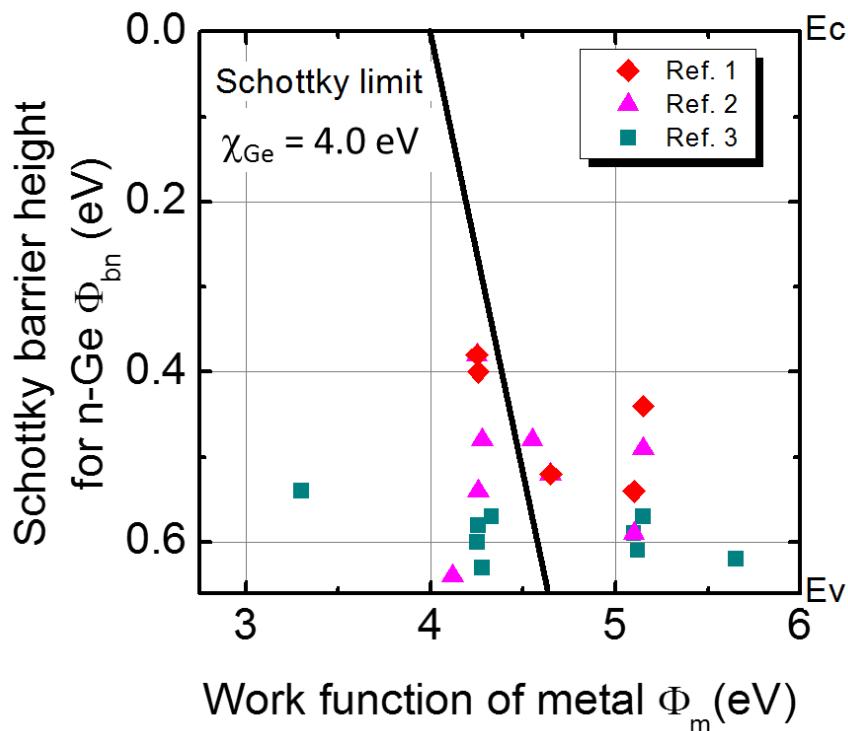 0.0
Ec
Schottky limit
χGe = 4.0 eV
Ref. 1
Ref. 2
Ref. 3
0.2
0.4
0.6
Ev
3
4
5
6
Schottky barrier height
for n-Ge Φbn (eV)
Work function of metal Φm(eV)